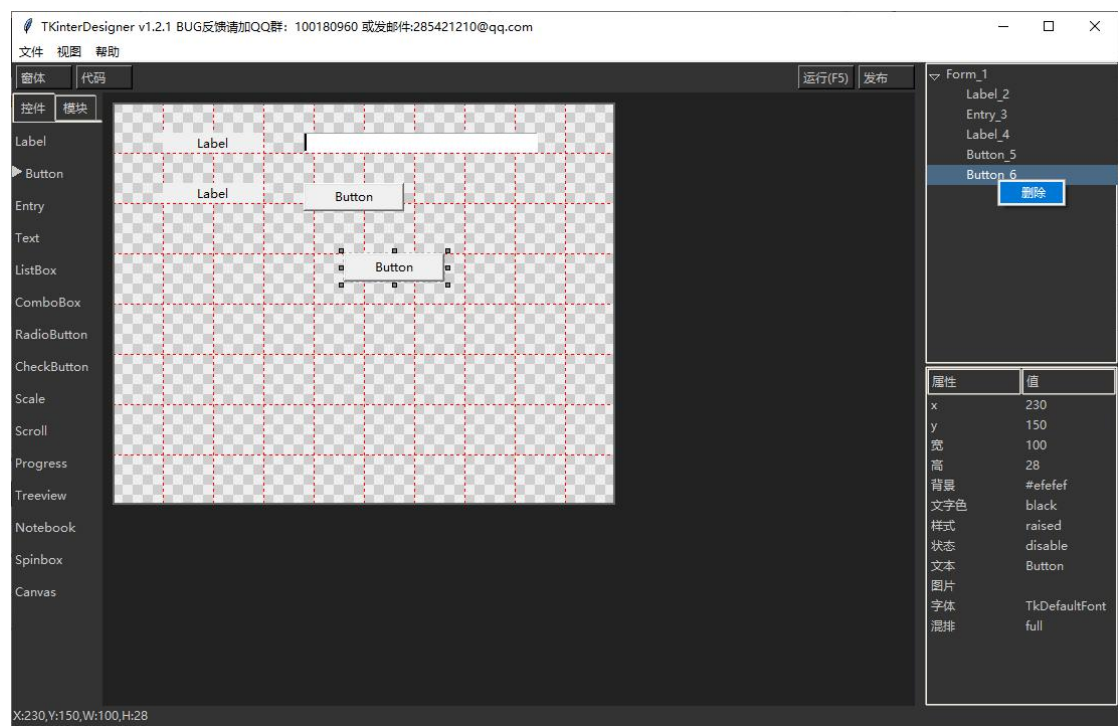 TKinterDesigner v1.2.1 BUG反馈请加QQ群：100180960 或发邮件:285421210@qq.com
文件 视图 帮助
窗体 代码 运行(F5) 发布
控件 模块
Label
Button
Entry
Text
ListBox
ComboBox
RadioButton
CheckButton
Scale
Scroll
Progress
Treeview
Notebook
Spinbox
Canvas
Label
Label Button
Button
Form_1
Label_2
Entry_3
Label_4
Button_5
Button_6
删除
属性 值
x 230
y 150
宽 100
高 28
背景 #efefef
文字色 black
样式 raised
状态 disable
文本 Button
图片
字体 TkDefaultFont
混排 full
X:230,Y:150,W:100,H:28